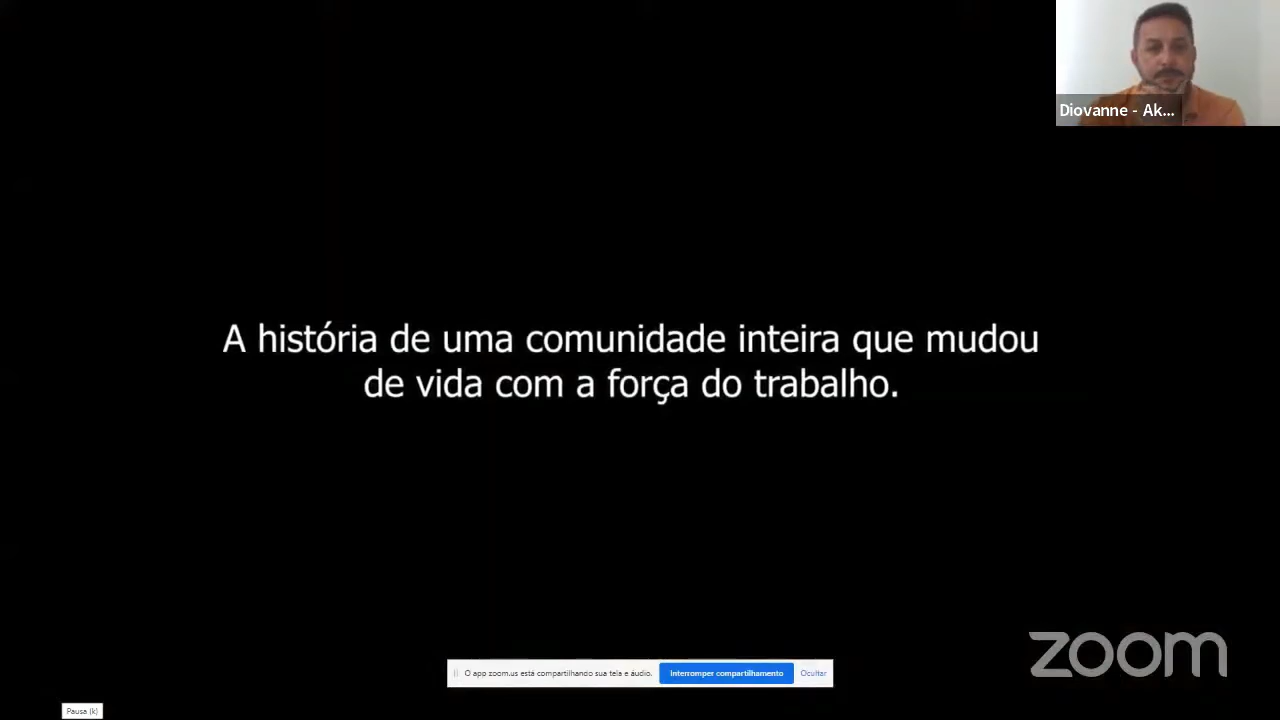 Diovanne - Ak...
A história de uma comunidade inteira que mudou
de vida com a força do trabalho.
zoom
O app zoom.us está compartilhando sua tela e áudio. Interromper compartilhamento Ocultar
Pausa (k)